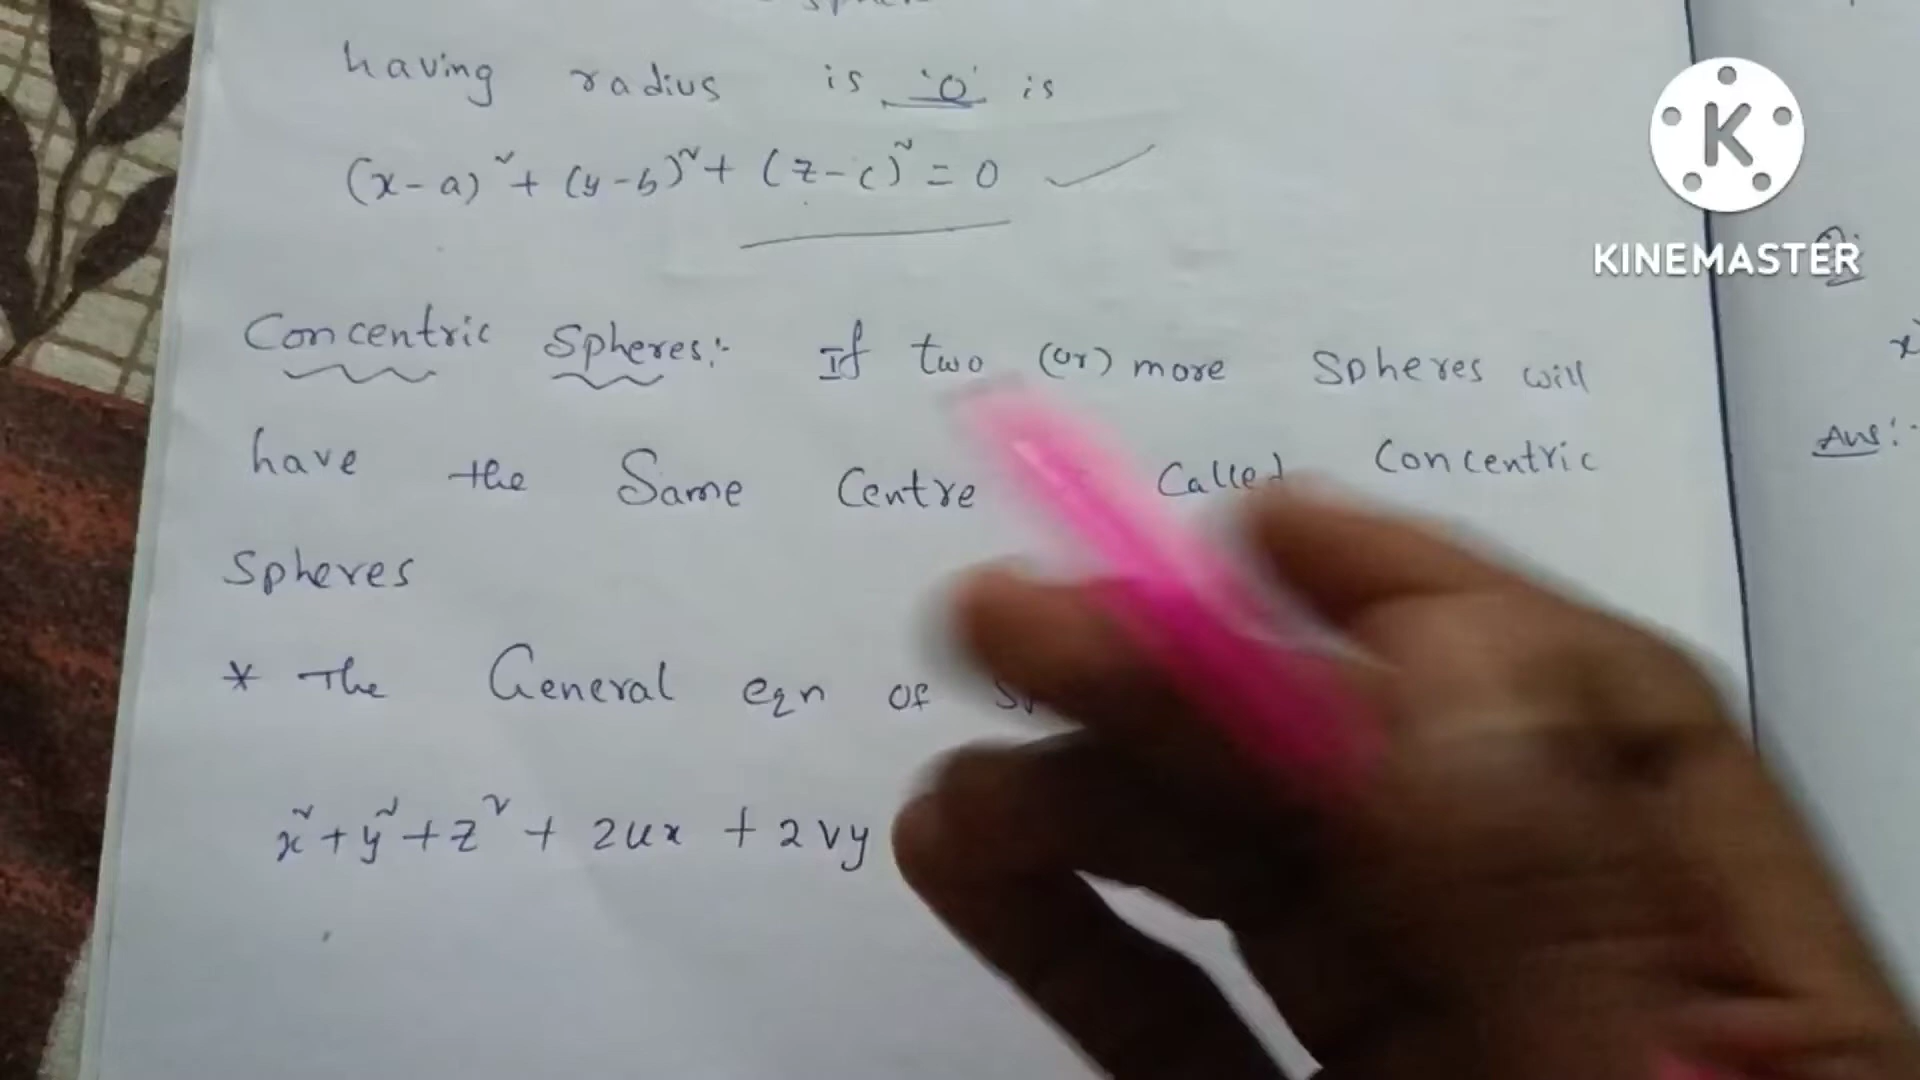 having radius is '0' is
(x-a)² + (y-b)² + (z-c)² = 0
Concentric Spheres:- If two (or) more Spheres will
have the Same Centre Called Concentric
Spheres
* The General eqn of
x² + y² + z² + 2ux + 2vy
Ans:-
K
KINEMASTER